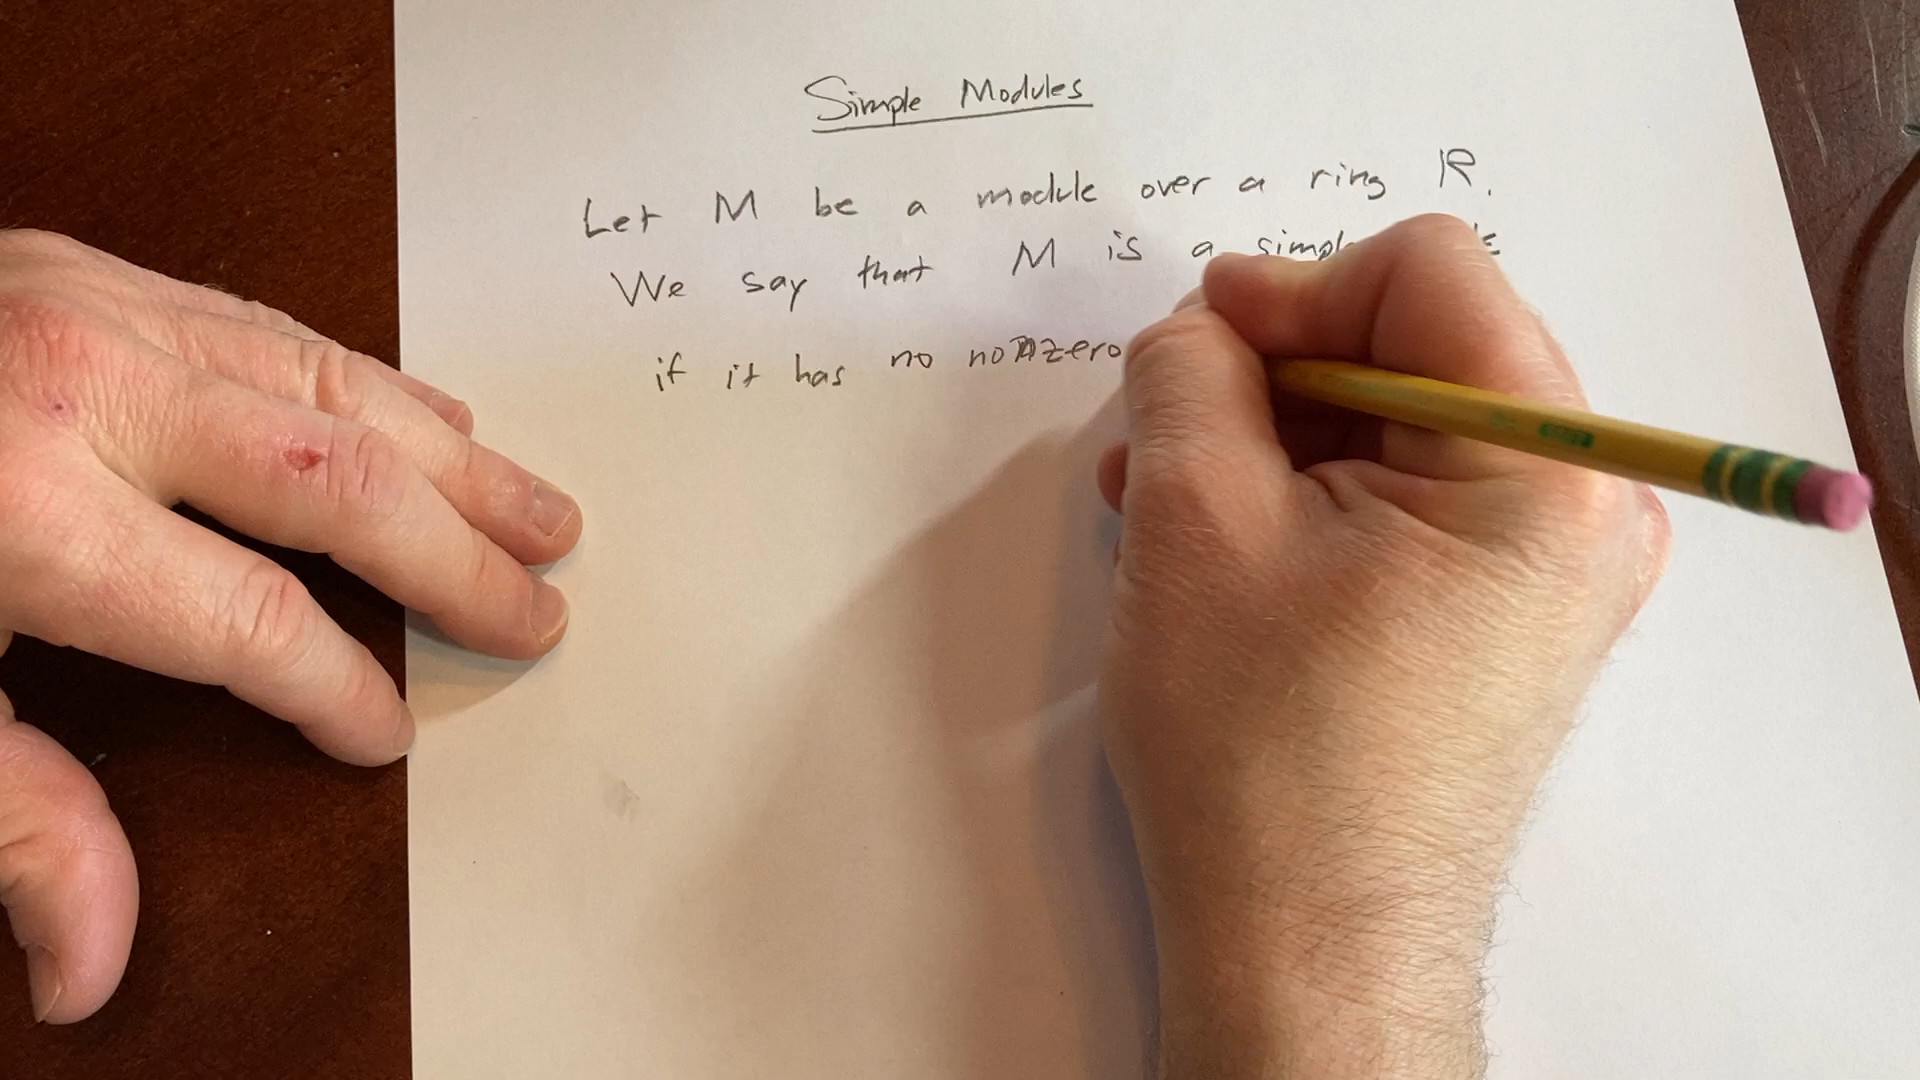 Simple Modules
Let M be a module over a ring R.
We say that M is a
if it has no nonzero